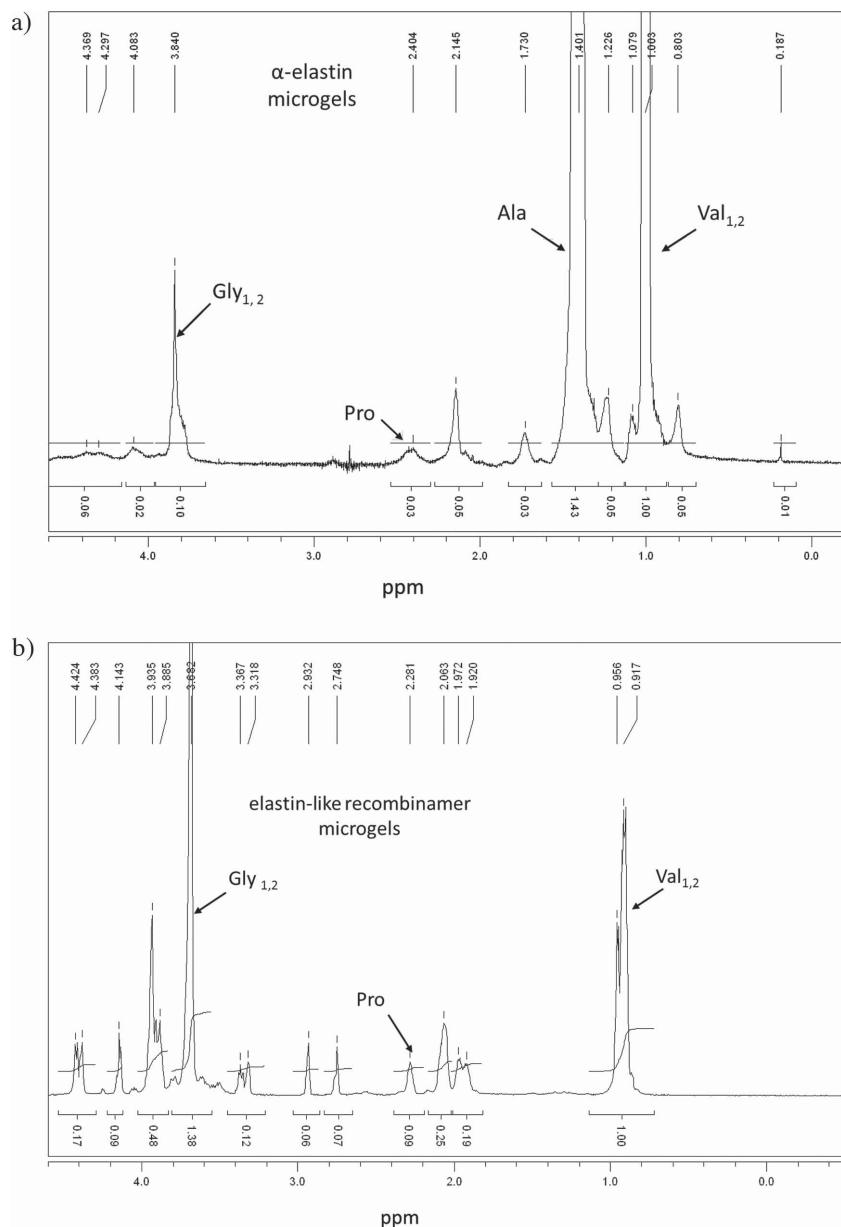 a)
4.369 4.297 4.083 3.840 2.404 2.145 1.730 1.401 1.226 1.079 1.003 0.803 0.187
α-elastin
microgels
Ala
Val1,2
Gly1, 2
Pro
0.06 0.02 0.10 0.03 0.05 0.03 1.43 0.05 1.00 0.05 0.01
4.0 3.0 2.0 1.0 0.0
ppm
b)
4.424 4.383 4.143 3.935 3.885 3.682 3.367 3.318 2.932 2.748 2.281 2.063 1.972 1.920 0.956 0.917
elastin-like recombinamer
microgels
Gly 1,2
Val1,2
Pro
0.17 0.09 0.48 1.38 0.12 0.06 0.07 0.09 0.25 0.19 1.00
4.0 3.0 2.0 1.0 0.0
ppm